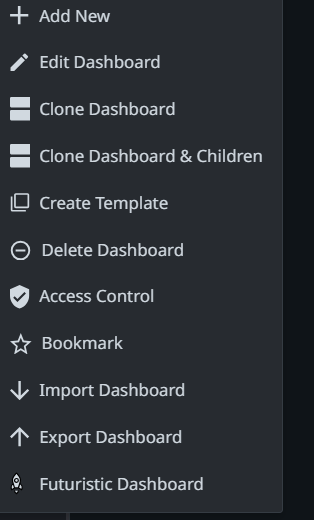 Add New
Edit Dashboard
Clone Dashboard
Clone Dashboard & Children
Create Template
Delete Dashboard
Access Control
Bookmark
Import Dashboard
Export Dashboard
Futuristic Dashboard